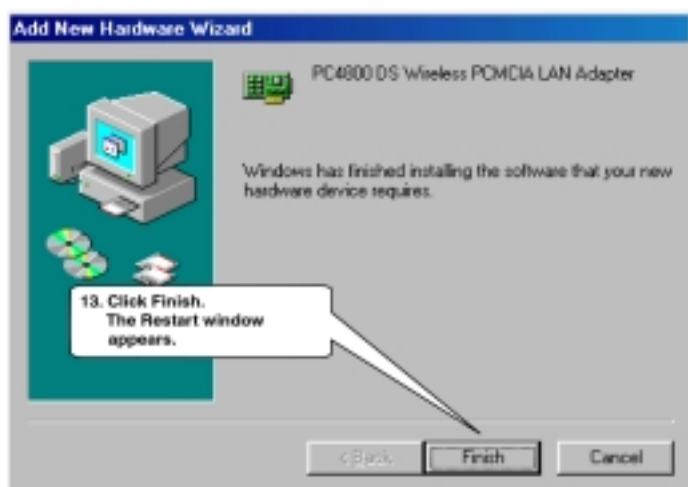 Add New Hardware Wizard
PC4800 DS Wireless PCMCIA LAN Adapter
Windows has finished installing the software that your new
hardware device requires.
13. Click Finish.
The Restart window
appears.
< Back
Finish
Cancel